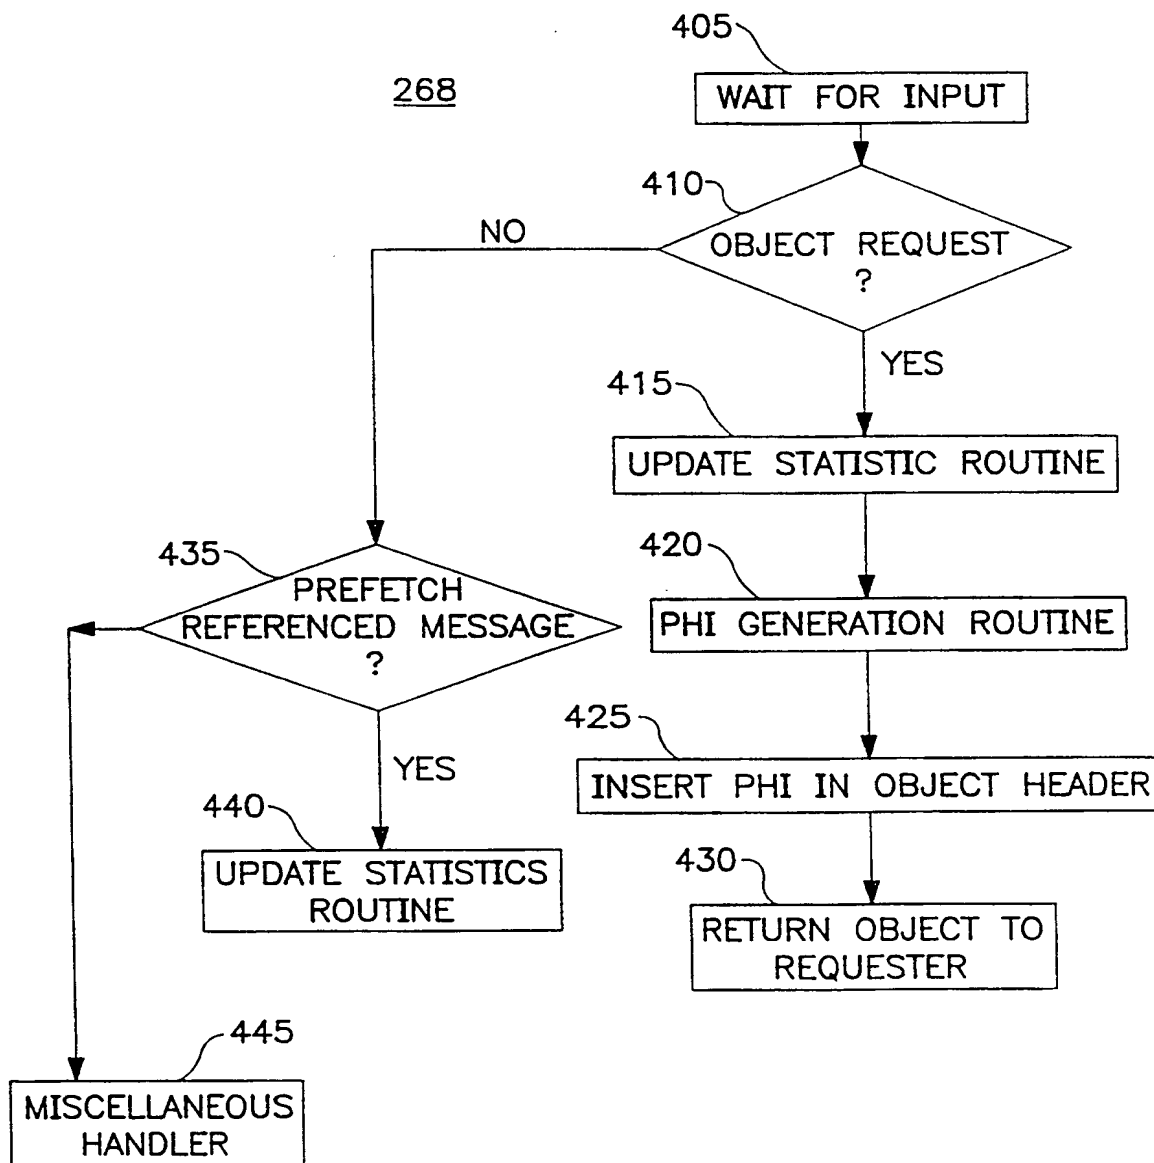 405
268
WAIT FOR INPUT
410
NO
OBJECT REQUEST
?
YES
415
UPDATE STATISTIC ROUTINE
435
420
PREFETCH
REFERENCED MESSAGE
?
PHI GENERATION ROUTINE
425
YES
INSERT PHI IN OBJECT HEADER
440
UPDATE STATISTICS
ROUTINE
430
RETURN OBJECT TO
REQUESTER
445
MISCELLANEOUS
HANDLER